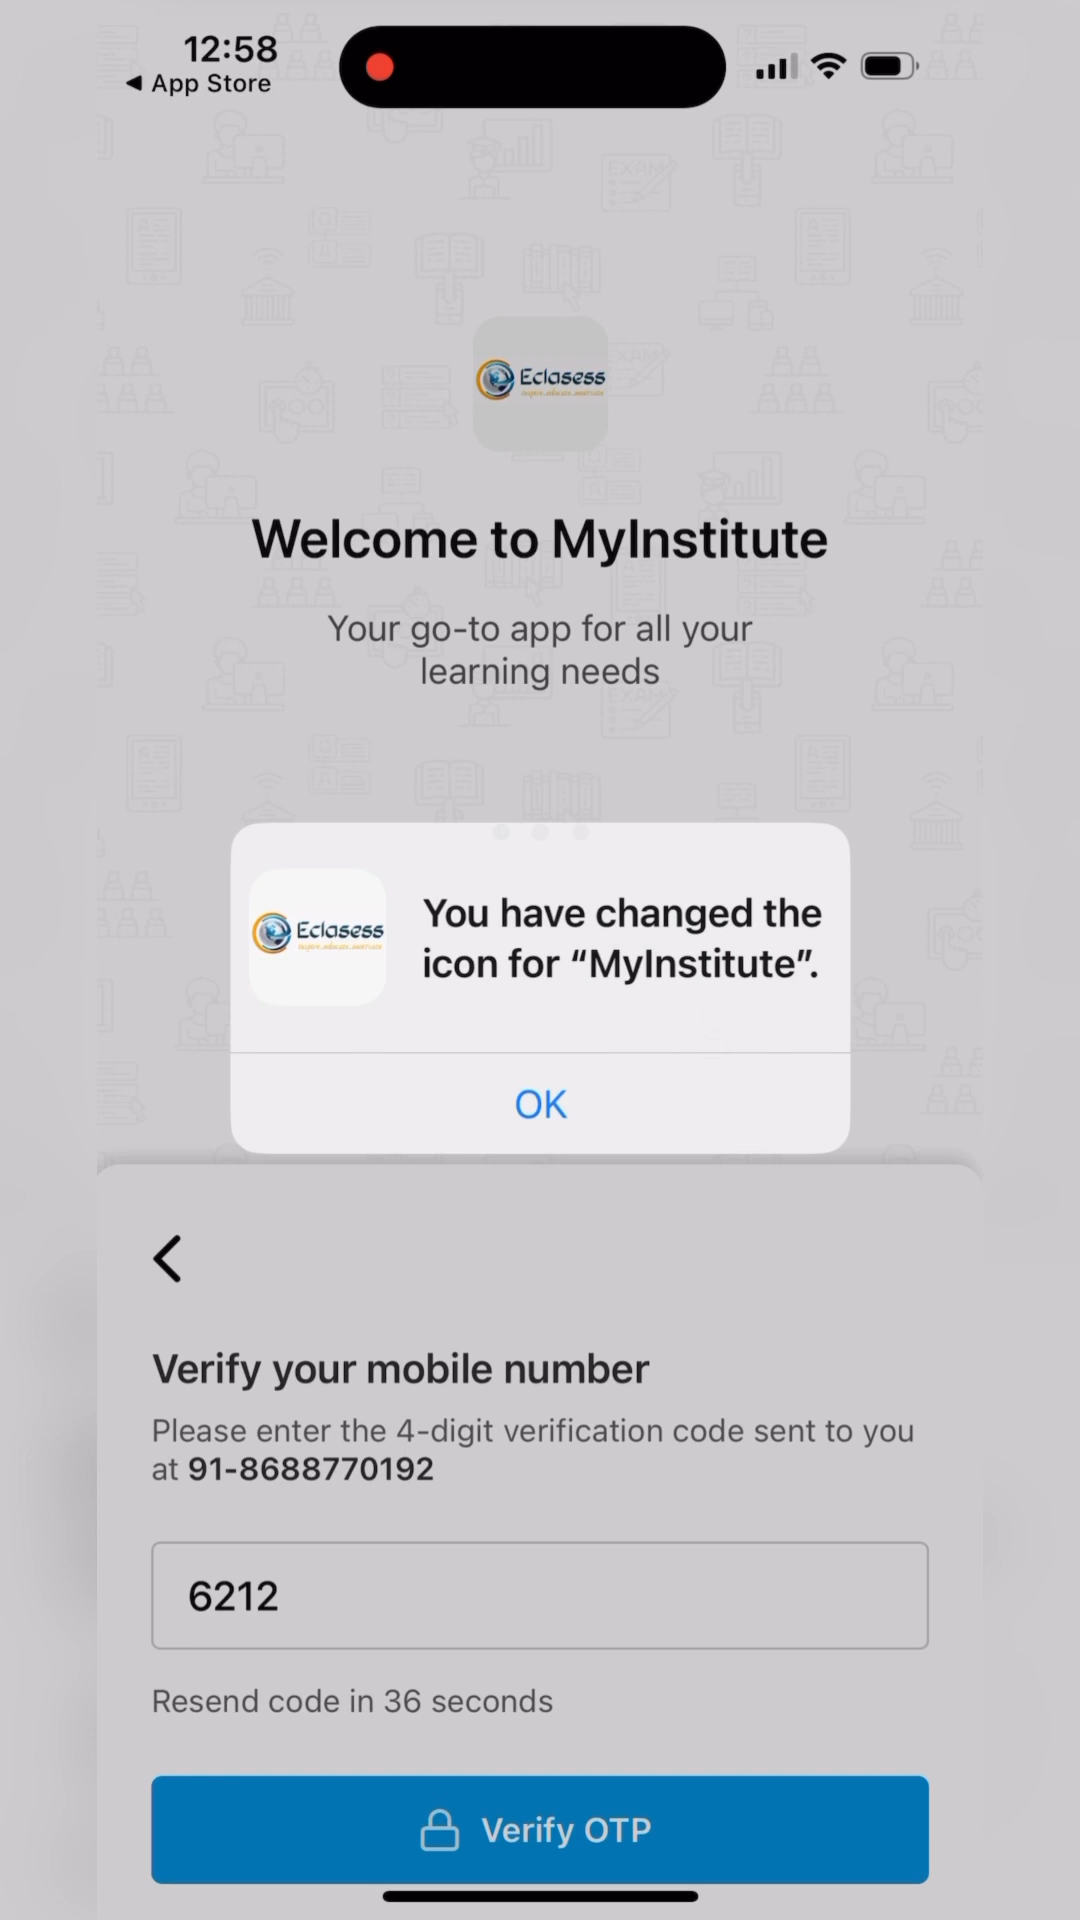 12:58
◀ App Store
EXAM
Eclasess
Welcome to MyInstitute
Your go-to app for all your
learning needs
Eclasess
You have changed the
icon for “MyInstitute”.
OK
Verify your mobile number
Please enter the 4-digit verification code sent to you
at 91-8688770192
6212
Resend code in 36 seconds
Verify OTP